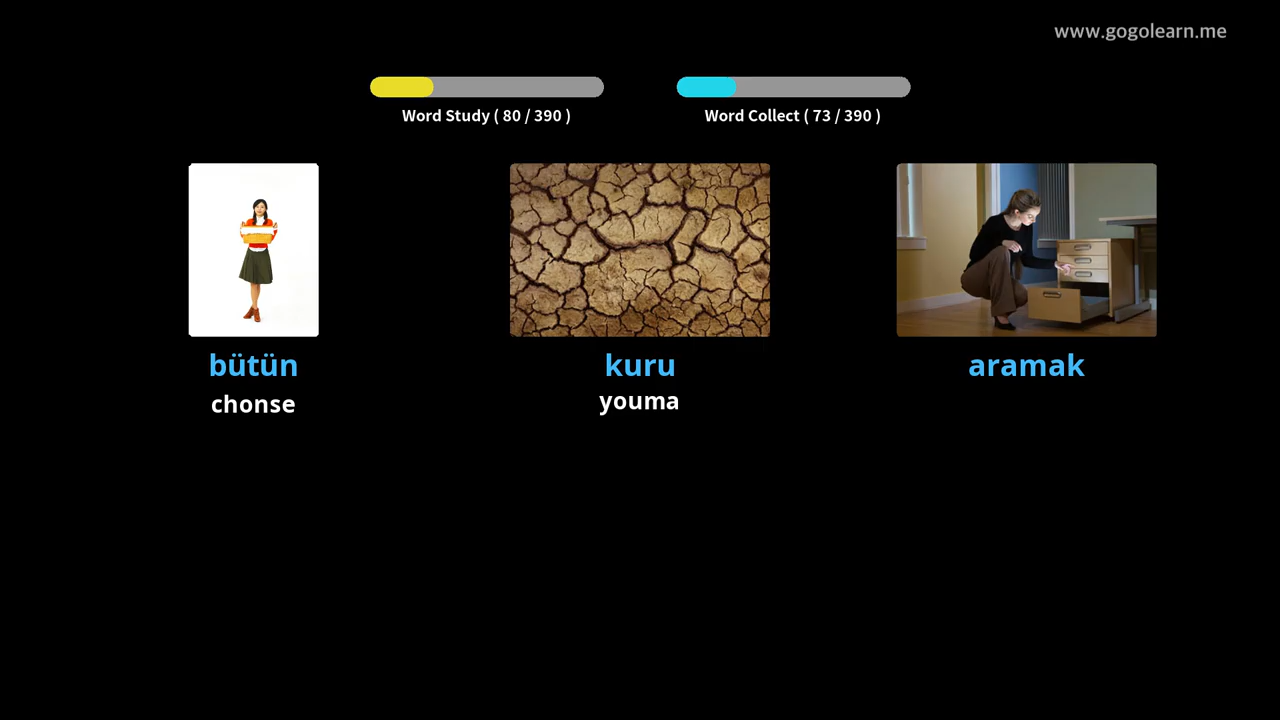 www.gogolearn.me
Word Study ( 80 / 390 )
Word Collect ( 73 / 390 )
bütün
chonse
kuru
youma
aramak